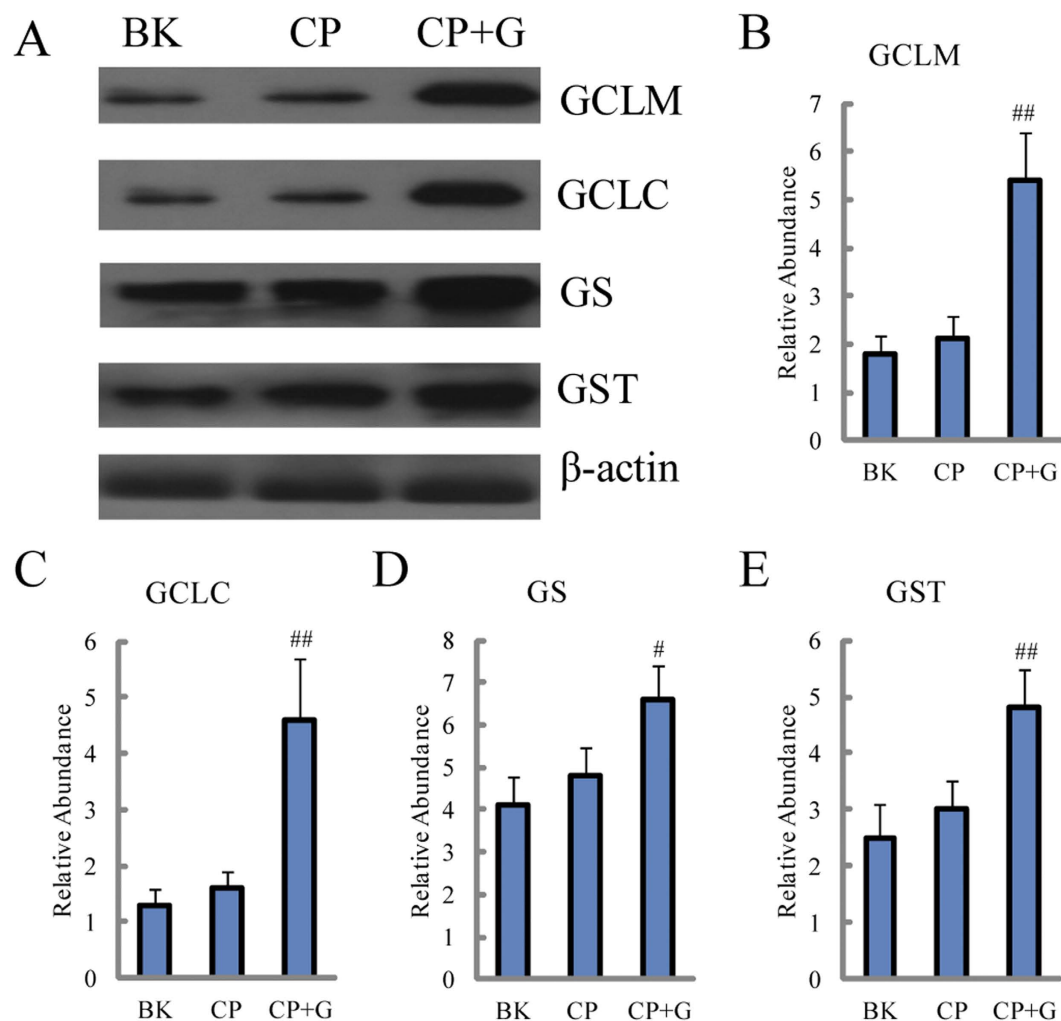 A
BK CP CP+G
GCLM
GCLC
GS
GST
β-actin
B
GCLM
Relative Abundance
7
6
5
4
3
2
1
0
##
BK CP CP+G
C
GCLC
Relative Abundance
6
5
4
3
2
1
0
##
BK CP CP+G
D
GS
Relative Abundance
8
7
6
5
4
3
2
1
0
#
BK CP CP+G
E
GST
Relative Abundance
6
5
4
3
2
1
0
##
BK CP CP+G